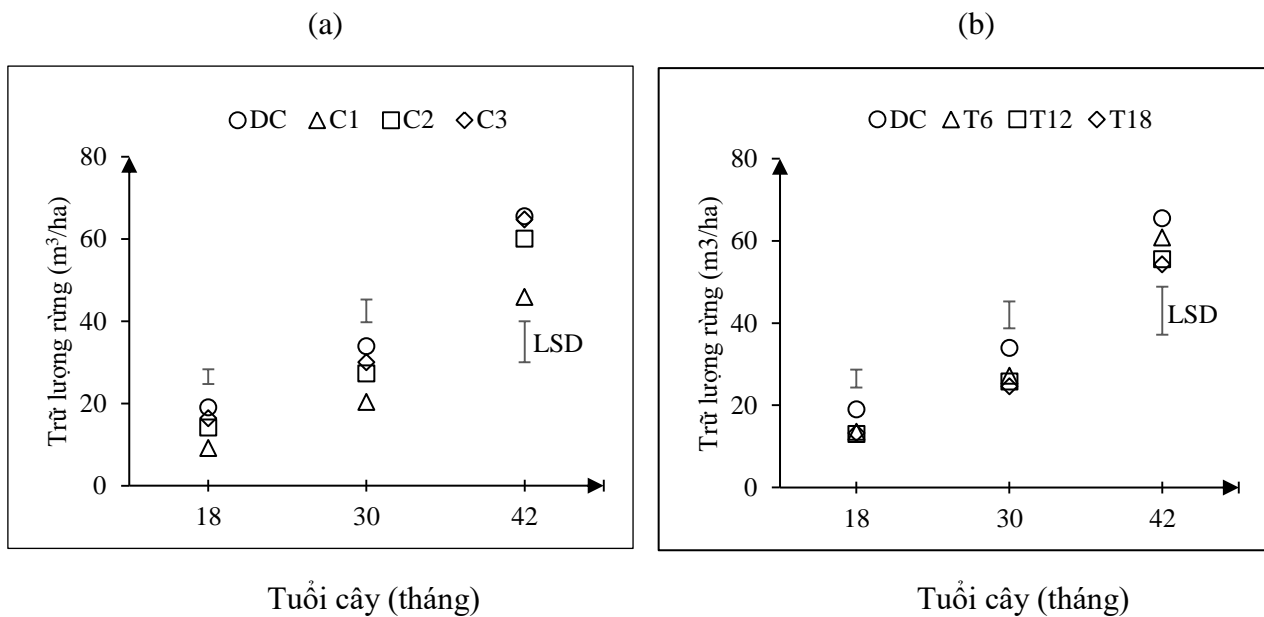 (a)
DC C1 C2 C3
Trữ lượng rừng (m³/ha)
80
60
40
20
0
LSD
18 30 42
Tuổi cây (tháng)
(b)
DC T6 T12 T18
Trữ lượng rừng (m3/ha)
80
60
40
20
0
LSD
18 30 42
Tuổi cây (tháng)